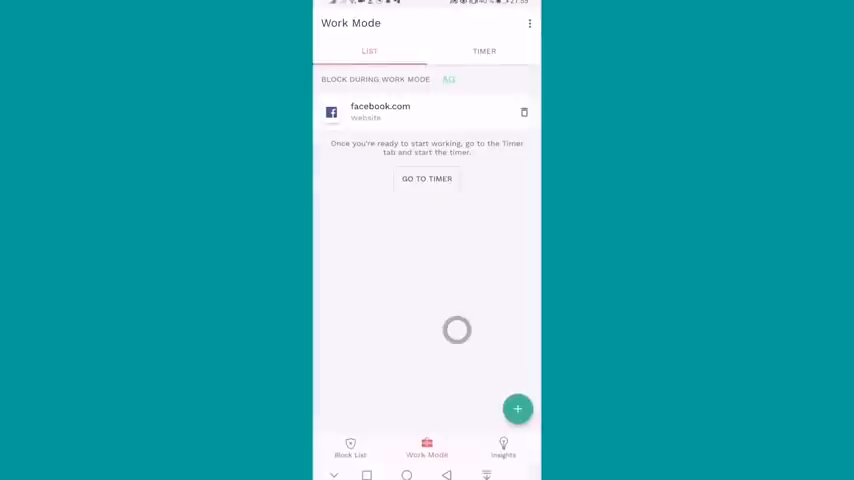 Work Mode
LIST TIMER
BLOCK DURING WORK MODE
facebook.com
Website
Once you're ready to start working, go to the Timer
tab and start the timer.
GO TO TIMER
+
Block List Work Mode Insights